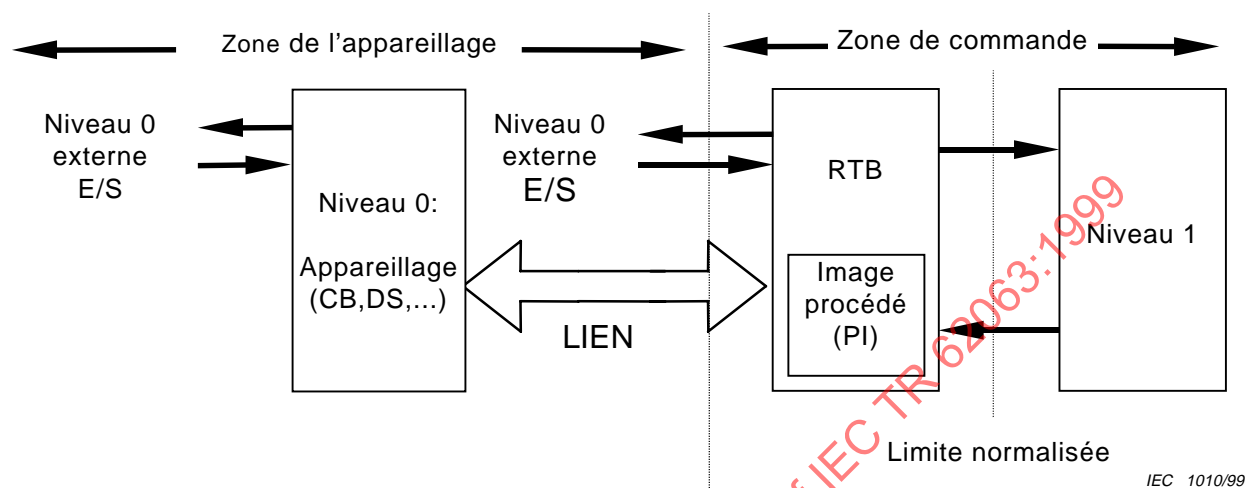 Zone de l'appareillage
Zone de commande
Niveau 0
externe
E/S
Niveau 0:
Appareillage
(CB,DS,...)
Niveau 0
externe
E/S
LIEN
RTB
Image
procédé
(PI)
Niveau 1
Limite normalisée
of IEC TR 62063:1999
IEC 1010/99